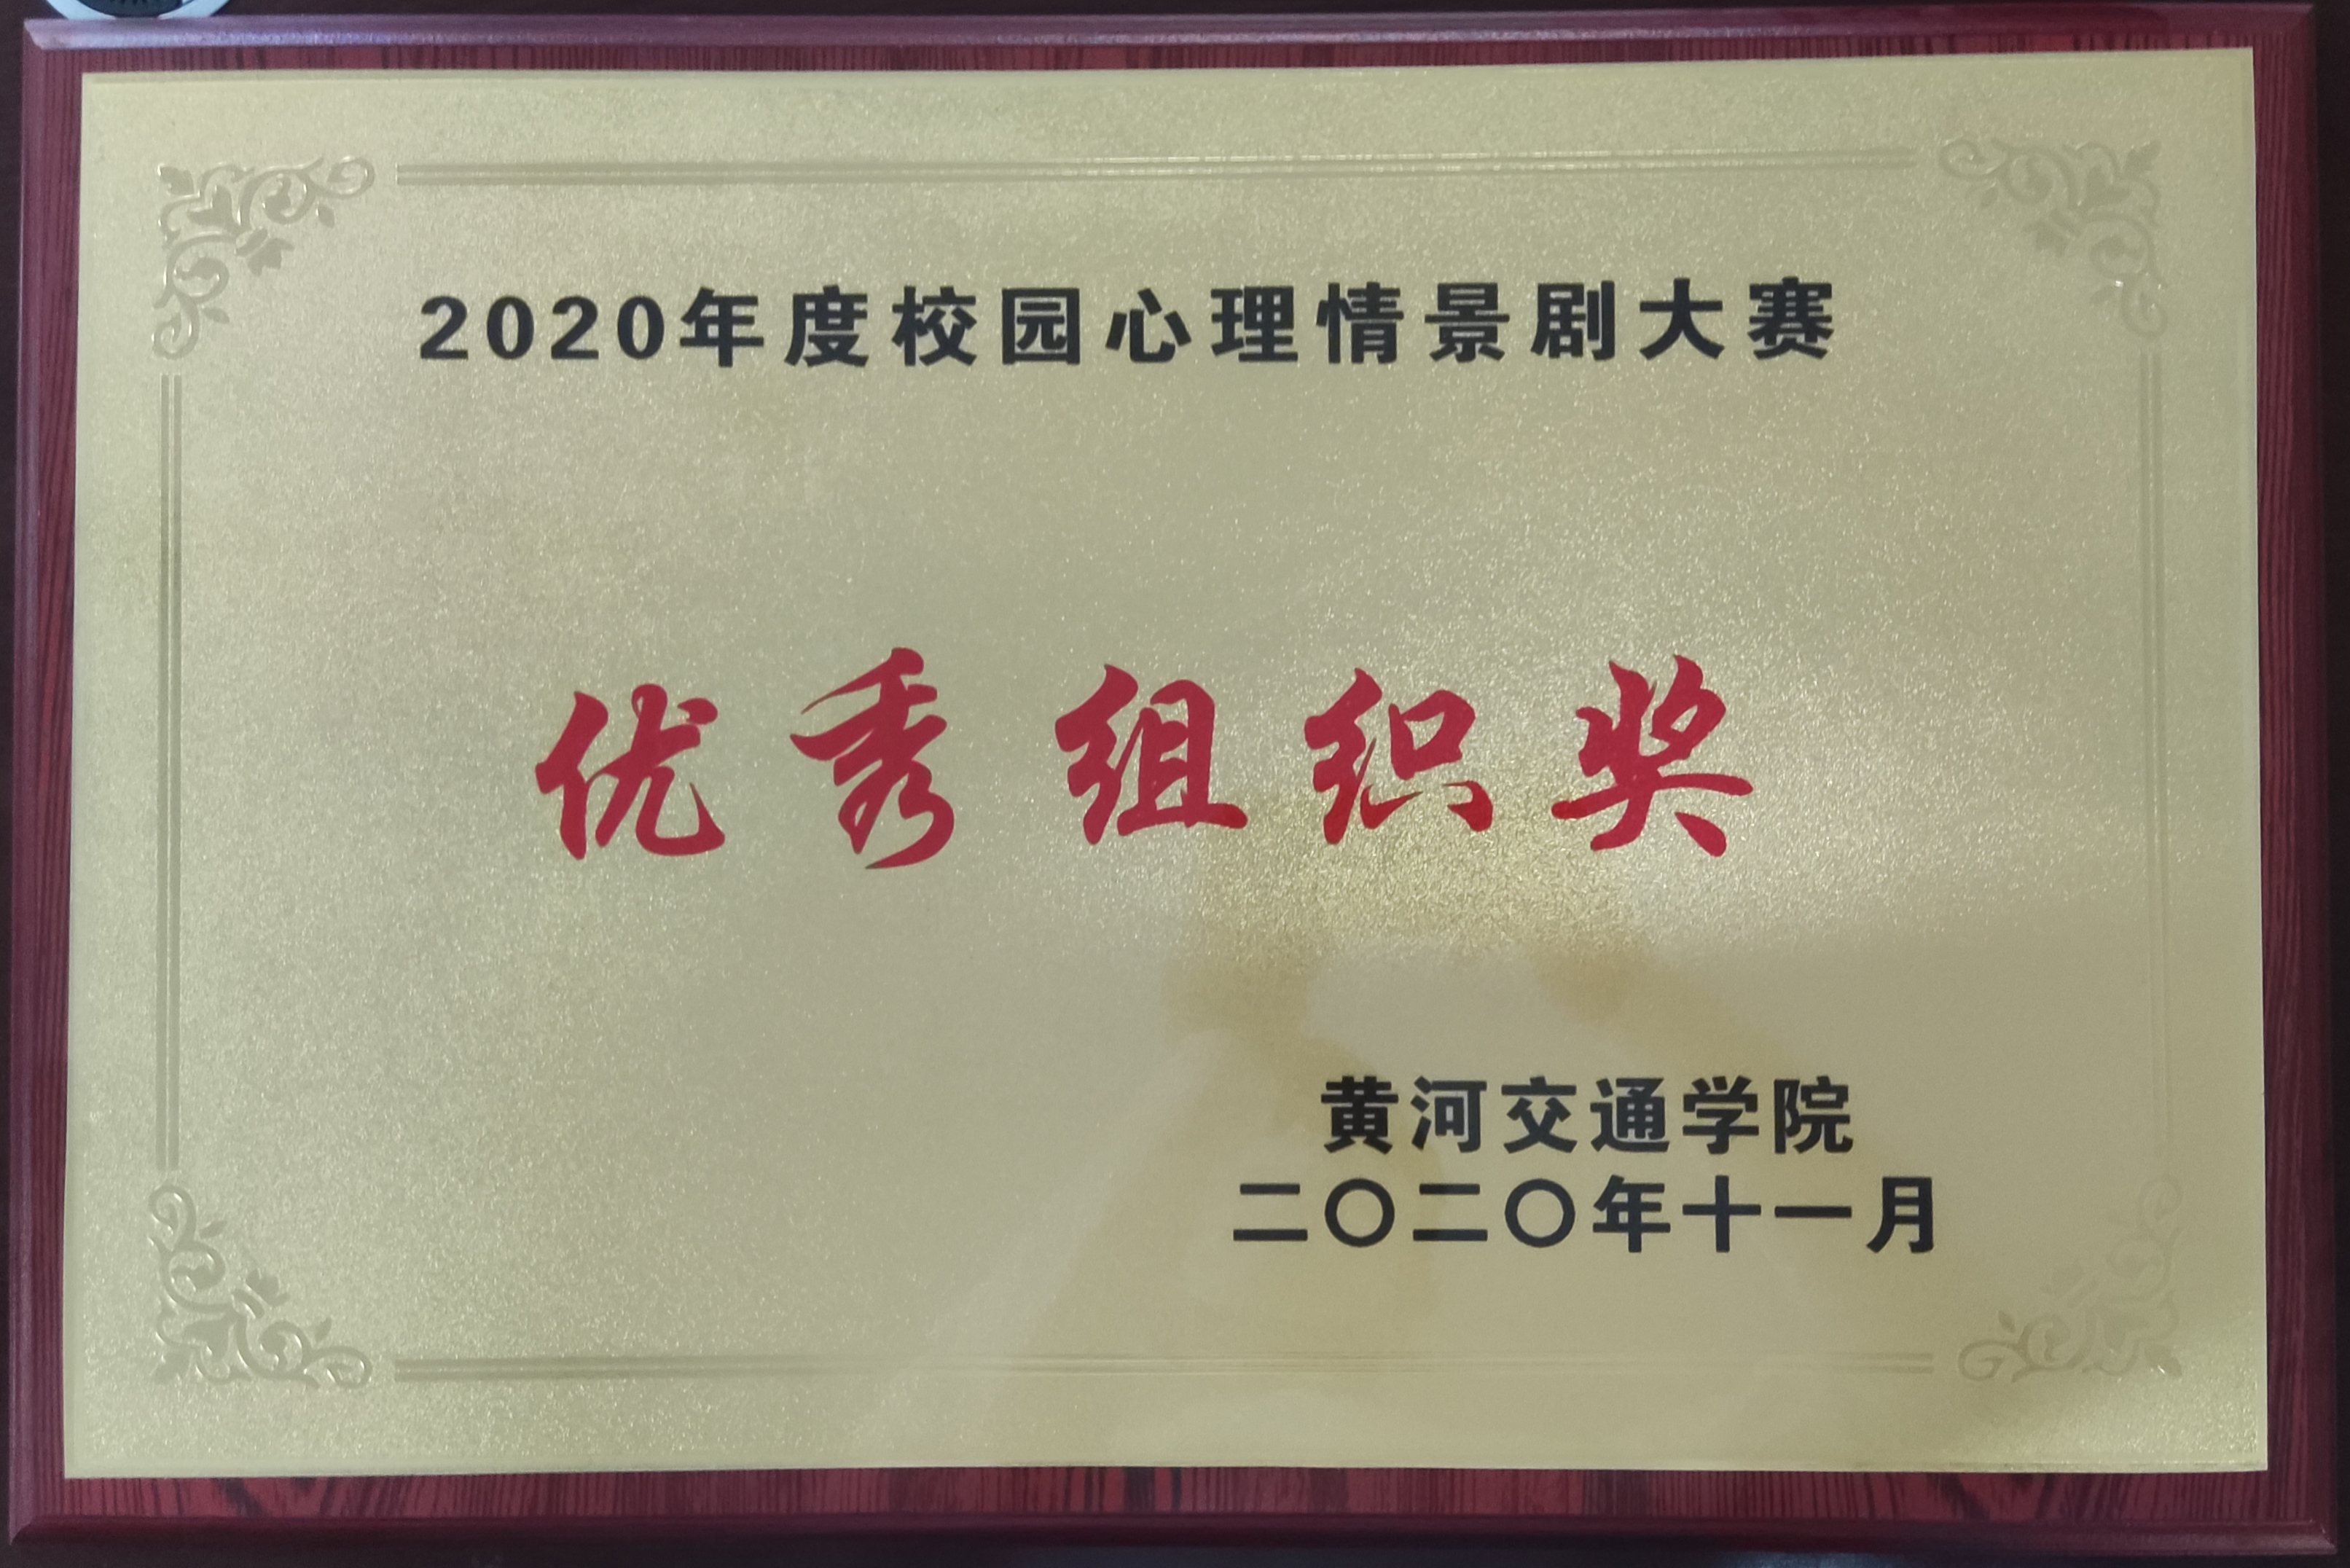 2020年度校园心理情景剧大赛
优秀组织奖
黄河交通学院
二〇二〇年十一月